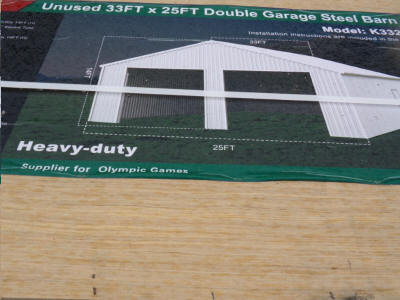 Unused 33FT x 25FT Double Garage Steel Barn
Model: K332
Installation instructions are included in the
33FT
25FT
Heavy-duty
Supplier for Olympic Games